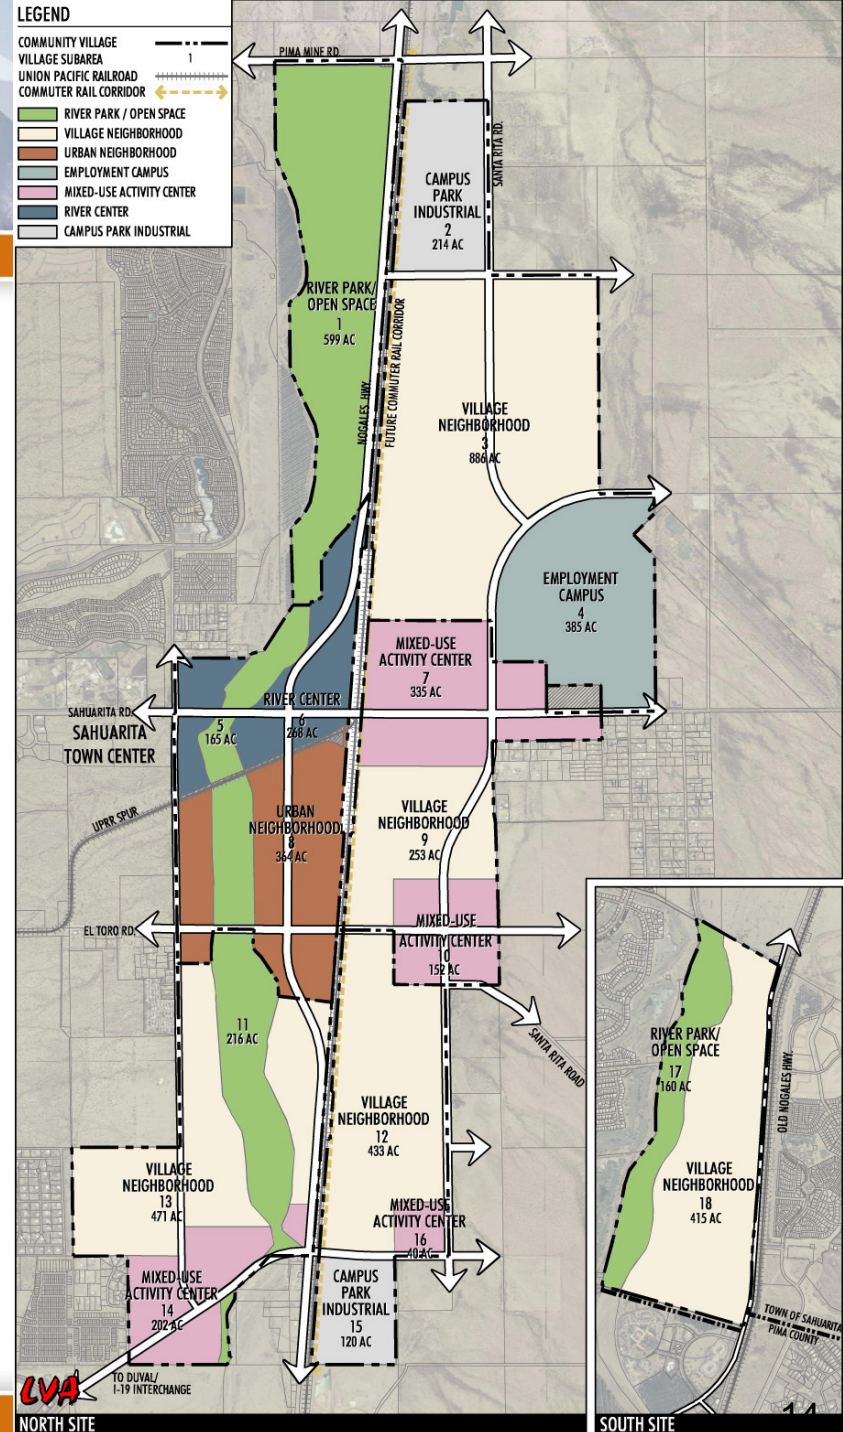 LEGEND
COMMUNITY VILLAGE
VILLAGE SUBAREA 1
UNION PACIFIC RAILROAD
COMMUTER RAIL CORRIDOR
RIVER PARK / OPEN SPACE
VILLAGE NEIGHBORHOOD
URBAN NEIGHBORHOOD
EMPLOYMENT CAMPUS
MIXED-USE ACTIVITY CENTER
RIVER CENTER
CAMPUS PARK INDUSTRIAL
PIMA MINE RD.
SANTA RITA RD.
CAMPUS
PARK
INDUSTRIAL
2
214 AC
RIVER PARK/
OPEN SPACE
1
599 AC
NOGALES HWY.
FUTURE COMMUTER RAIL CORRIDOR
VILLAGE
NEIGHBORHOOD
3
886 AC
EMPLOYMENT
CAMPUS
4
385 AC
MIXED-USE
ACTIVITY CENTER
7
335 AC
RIVER CENTER
6
268 AC
5
165 AC
SAHUARITA RD.
SAHUARITA
TOWN CENTER
UPRR SPUR
URBAN
NEIGHBORHOOD
8
364 AC
VILLAGE
NEIGHBORHOOD
9
253 AC
EL TORO RD.
MIXED-USE
ACTIVITY CENTER
10
152 AC
SANTA RITA ROAD
11
216 AC
VILLAGE
NEIGHBORHOOD
12
433 AC
VILLAGE
NEIGHBORHOOD
13
471 AC
MIXED-USE
ACTIVITY CENTER
16
40 AC
MIXED-USE
ACTIVITY CENTER
14
202 AC
CAMPUS
PARK
INDUSTRIAL
15
120 AC
TO DUVAL/
I-19 INTERCHANGE
LVA
NORTH SITE
RIVER PARK/
OPEN SPACE
17
160 AC
OLD NOGALES HWY.
VILLAGE
NEIGHBORHOOD
18
415 AC
TOWN OF SAHUARITA
PIMA COUNTY
SOUTH SITE